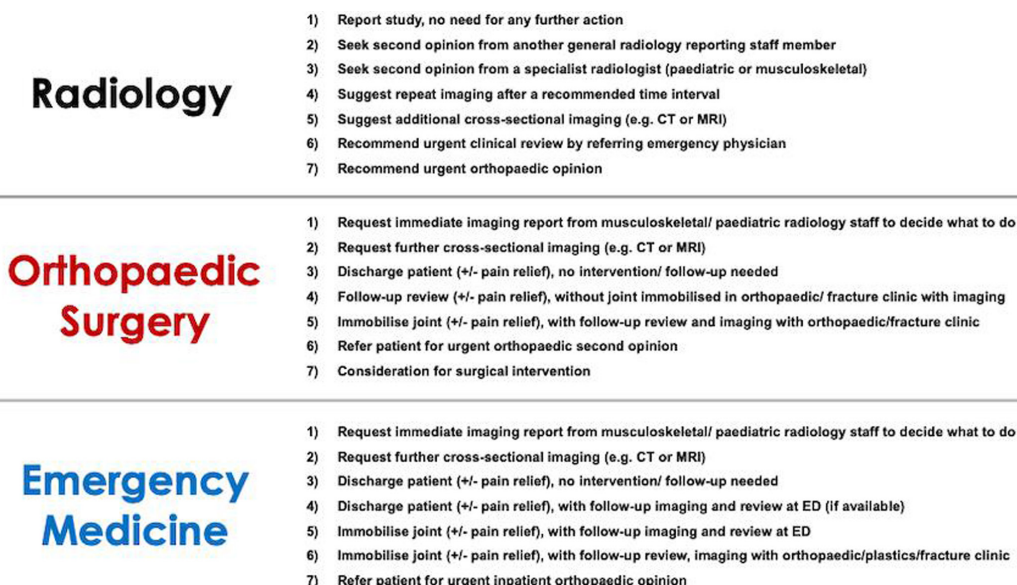 Radiology
1) Report study, no need for any further action
2) Seek second opinion from another general radiology reporting staff member
3) Seek second opinion from a specialist radiologist (paediatric or musculoskeletal)
4) Suggest repeat imaging after a recommended time interval
5) Suggest additional cross-sectional imaging (e.g. CT or MRI)
6) Recommend urgent clinical review by referring emergency physician
7) Recommend urgent orthopaedic opinion
Orthopaedic
Surgery
1) Request immediate imaging report from musculoskeletal/ paediatric radiology staff to decide what to do
2) Request further cross-sectional imaging (e.g. CT or MRI)
3) Discharge patient (+/- pain relief), no intervention/ follow-up needed
4) Follow-up review (+/- pain relief), without joint immobilised in orthopaedic/ fracture clinic with imaging
5) Immobilise joint (+/- pain relief), with follow-up review and imaging with orthopaedic/fracture clinic
6) Refer patient for urgent orthopaedic second opinion
7) Consideration for surgical intervention
Emergency
Medicine
1) Request immediate imaging report from musculoskeletal/ paediatric radiology staff to decide what to do
2) Request further cross-sectional imaging (e.g. CT or MRI)
3) Discharge patient (+/- pain relief), no intervention/ follow-up needed
4) Discharge patient (+/- pain relief), with follow-up imaging and review at ED (if available)
5) Immobilise joint (+/- pain relief), with follow-up imaging and review at ED
6) Immobilise joint (+/- pain relief), with follow-up review, imaging with orthopaedic/plastics/fracture clinic
7) Refer patient for urgent inpatient orthopaedic opinion